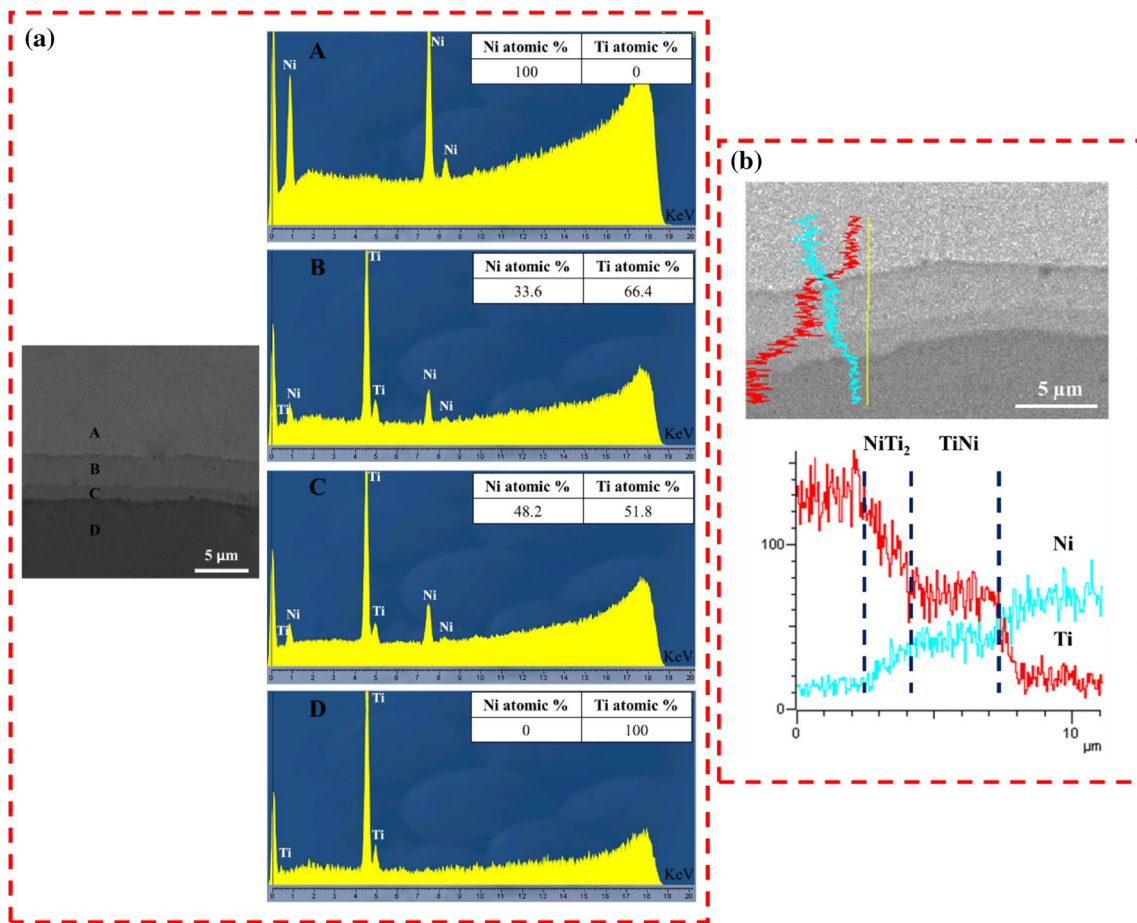 (a)
A
B
C
D
5 μm
A
Ni atomic % Ti atomic %
100 0
Ni
Ni
Ni
KeV
0 1 2 3 4 5 6 7 8 9 10 11 12 13 14 15 16 17 18 19 20
B
Ni atomic % Ti atomic %
33.6 66.4
Ti
Ti
Ni
Ti
Ni
Ni
KeV
0 1 2 3 4 5 6 7 8 9 10 11 12 13 14 15 16 17 18 19 20
C
Ni atomic % Ti atomic %
48.2 51.8
Ti
Ti
Ni
Ti
Ni
Ni
KeV
0 1 2 3 4 5 6 7 8 9 10 11 12 13 14 15 16 17 18 19 20
D
Ni atomic % Ti atomic %
0 100
Ti
Ti
Ti
KeV
0 1 2 3 4 5 6 7 8 9 10 11 12 13 14 15 16 17 18 19 20
(b)
5 μm
NiTi₂ TiNi
100
Ni
Ti
0
0 10
μm